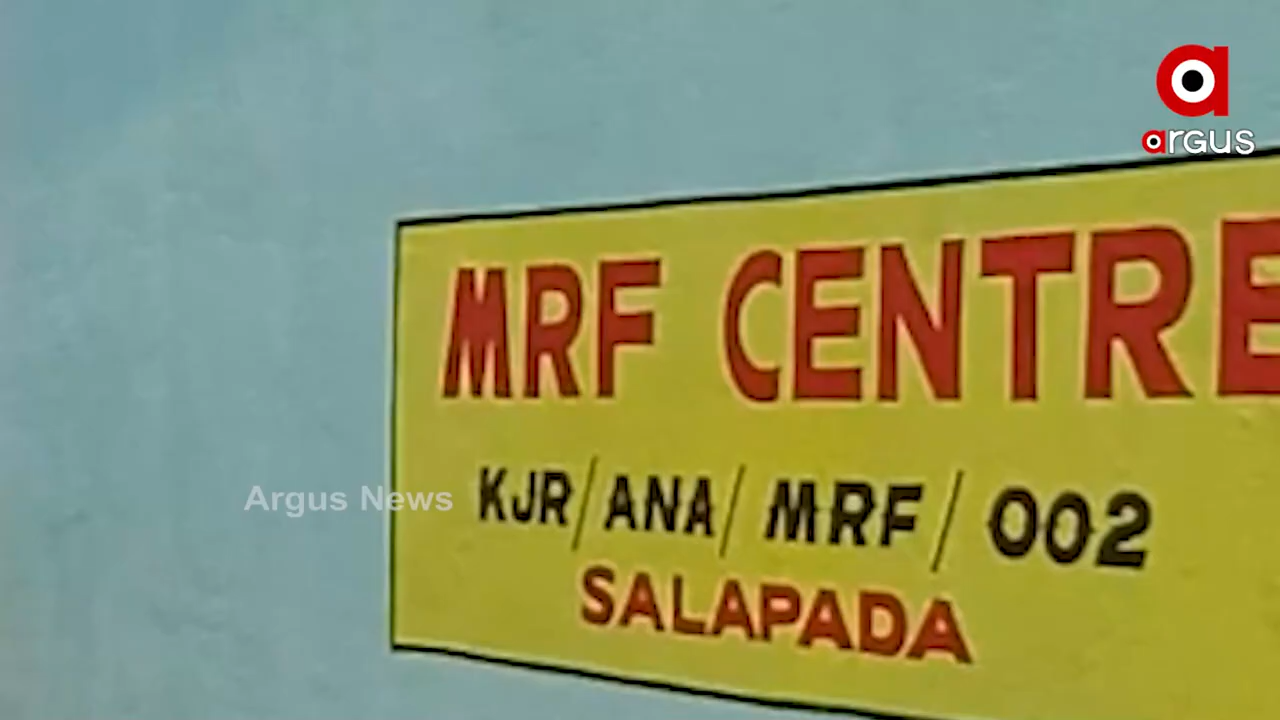 argus
MRF CENTRE
KJR/ANA/MRF/002
Argus News
SALAPADA